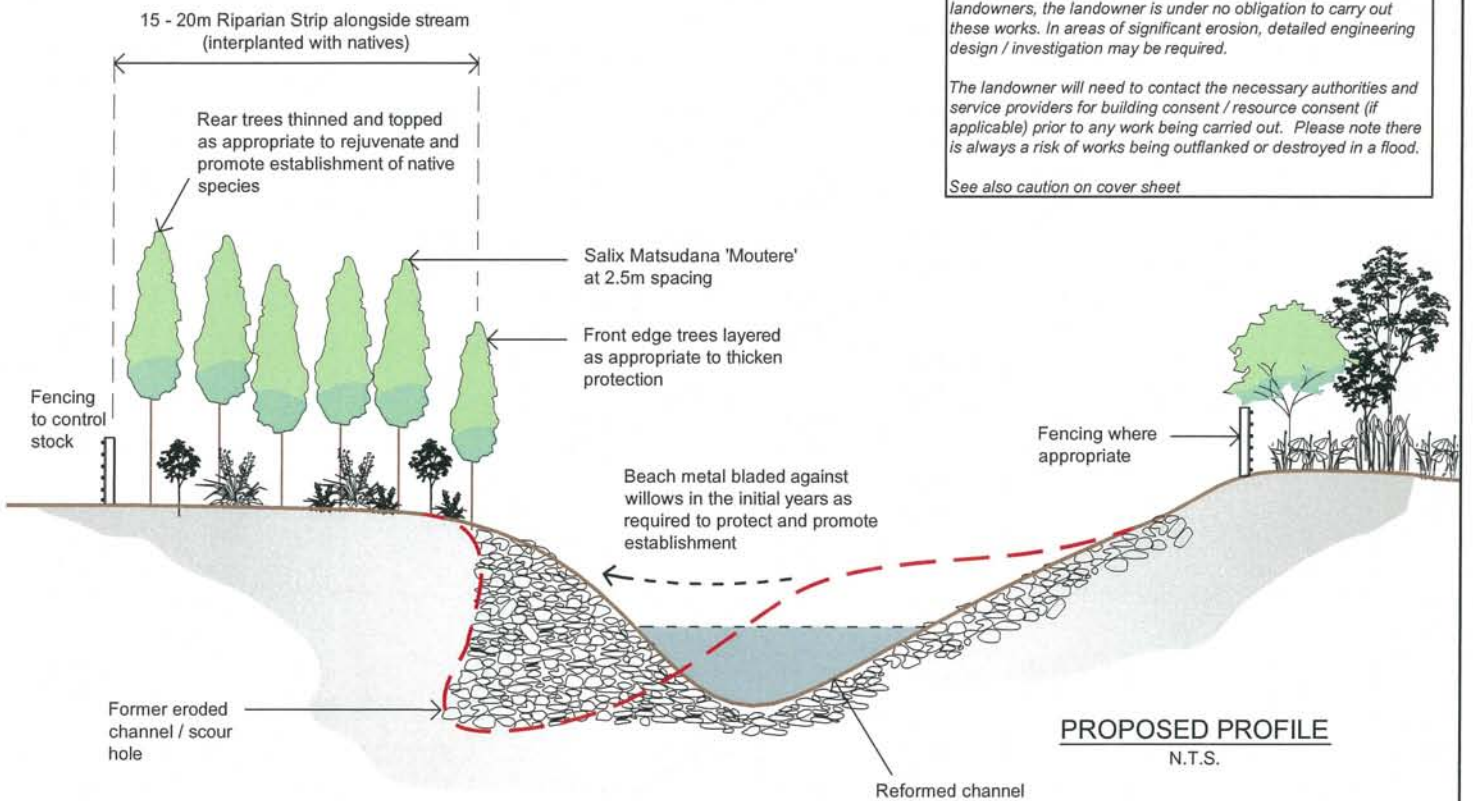 15 - 20m Riparian Strip alongside stream
(interplanted with natives)
landowners, the landowner is under no obligation to carry out
these works. In areas of significant erosion, detailed engineering
design / investigation may be required.
The landowner will need to contact the necessary authorities and
service providers for building consent / resource consent (if
applicable) prior to any work being carried out. Please note there
is always a risk of works being outflanked or destroyed in a flood.
See also caution on cover sheet
Rear trees thinned and topped
as appropriate to rejuvenate and
promote establishment of native
species
Salix Matsudana 'Moutere'
at 2.5m spacing
Front edge trees layered
as appropriate to thicken
protection
Fencing
to control
stock
Fencing where
appropriate
Beach metal bladed against
willows in the initial years as
required to protect and promote
establishment
Former eroded
channel / scour
hole
PROPOSED PROFILE
N.T.S.
Reformed channel